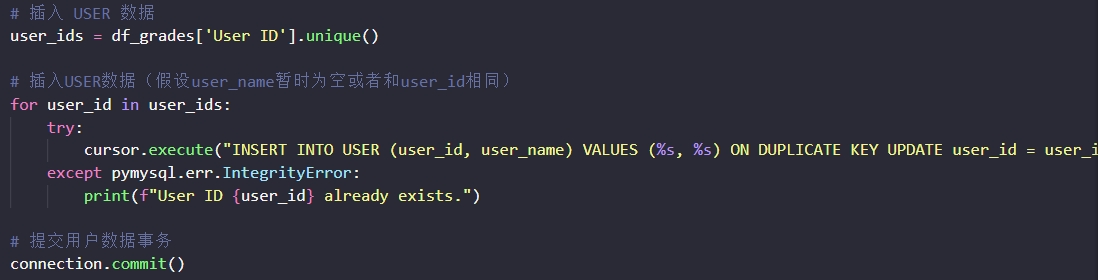 # 插入 USER 数据
user_ids = df_grades['User ID'].unique()
# 插入USER数据（假设user_name暂时为空或者和user_id相同）
for user_id in user_ids:
try:
cursor.execute("INSERT INTO USER (user_id, user_name) VALUES (%s, %s) ON DUPLICATE KEY UPDATE user_id = user_i
except pymysql.err.IntegrityError:
print(f"User ID {user_id} already exists.")
# 提交用户数据事务
connection.commit()